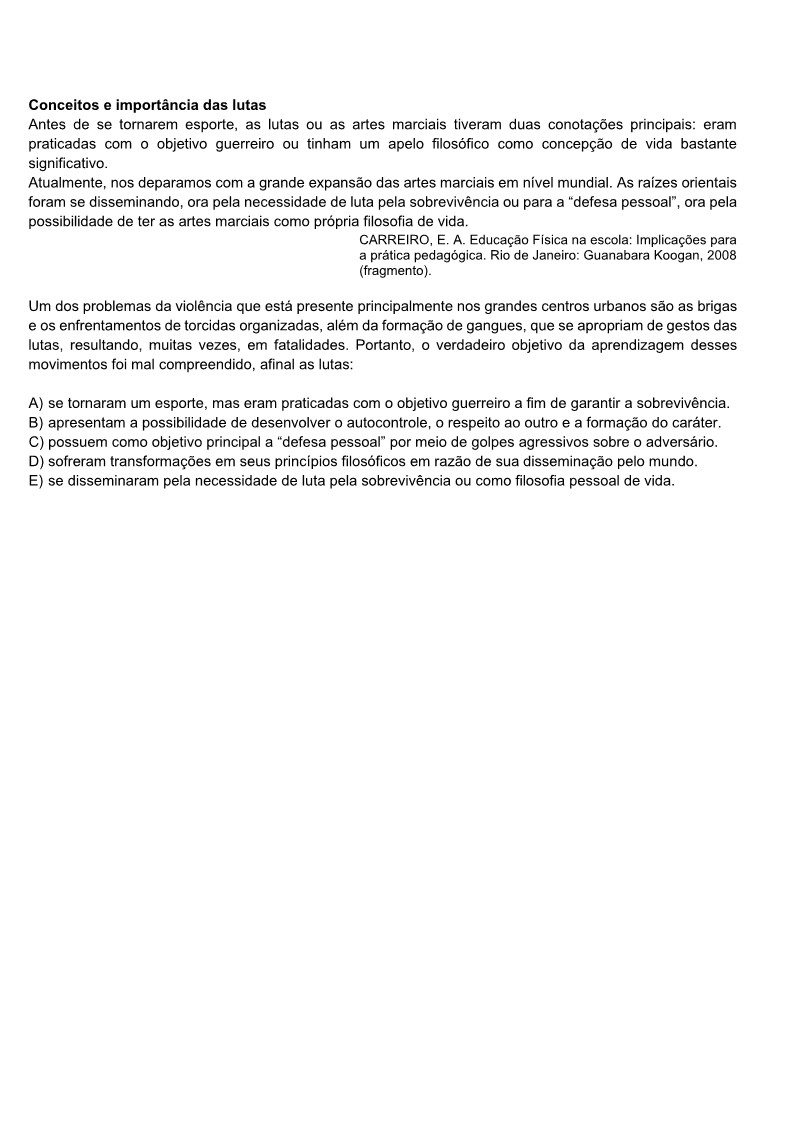 Conceitos e importância das lutas
Antes de se tornarem esporte, as lutas ou as artes marciais tiveram duas conotações principais: eram
praticadas com o objetivo guerreiro ou tinham um apelo filosófico como concepção de vida bastante
significativo.
Atualmente, nos deparamos com a grande expansão das artes marciais em nível mundial. As raízes orientais
foram se disseminando, ora pela necessidade de luta pela sobrevivência ou para a “defesa pessoal”, ora pela
possibilidade de ter as artes marciais como própria filosofia de vida.
CARREIRO, E. A. Educação Física na escola: Implicações para
a prática pedagógica. Rio de Janeiro: Guanabara Koogan, 2008
(fragmento).
Um dos problemas da violência que está presente principalmente nos grandes centros urbanos são as brigas
e os enfrentamentos de torcidas organizadas, além da formação de gangues, que se apropriam de gestos das
lutas, resultando, muitas vezes, em fatalidades. Portanto, o verdadeiro objetivo da aprendizagem desses
movimentos foi mal compreendido, afinal as lutas:
A) se tornaram um esporte, mas eram praticadas com o objetivo guerreiro a fim de garantir a sobrevivência.
B) apresentam a possibilidade de desenvolver o autocontrole, o respeito ao outro e a formação do caráter.
C) possuem como objetivo principal a “defesa pessoal” por meio de golpes agressivos sobre o adversário.
D) sofreram transformações em seus princípios filosóficos em razão de sua disseminação pelo mundo.
E) se disseminaram pela necessidade de luta pela sobrevivência ou como filosofia pessoal de vida.